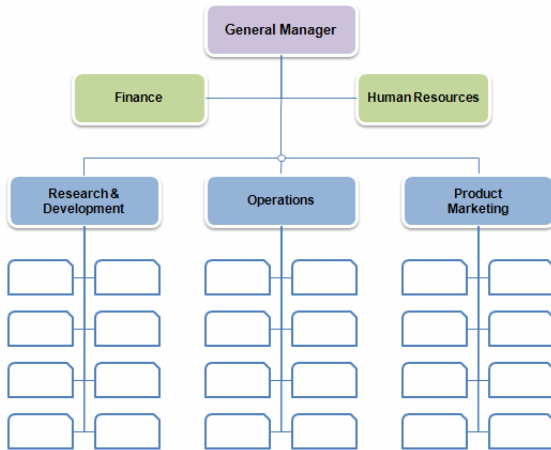 General Manager
Finance
Human Resources
Research &
Development
Operations
Product
Marketing